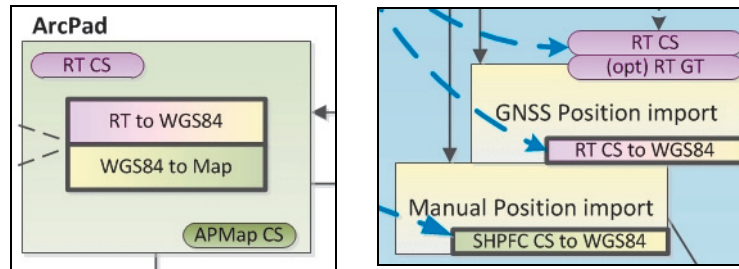 ArcPad
RT CS
RT to WGS84
WGS84 to Map
APMap CS
RT CS
(opt) RT GT
GNSS Position import
RT CS to WGS84
Manual Position import
SHPFC CS to WGS84